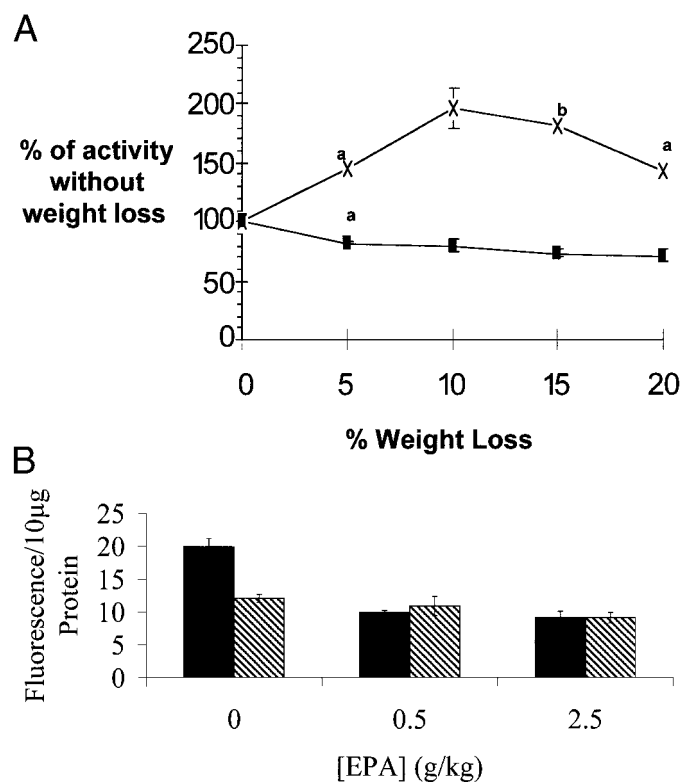 A
250
200
150
100
50
0
% of activity
without
weight loss
a
b
a
a
0 5 10 15 20
% Weight Loss
B
Fluorescence/10µg
Protein
25
20
15
10
5
0
0 0.5 2.5
[EPA] (g/kg)